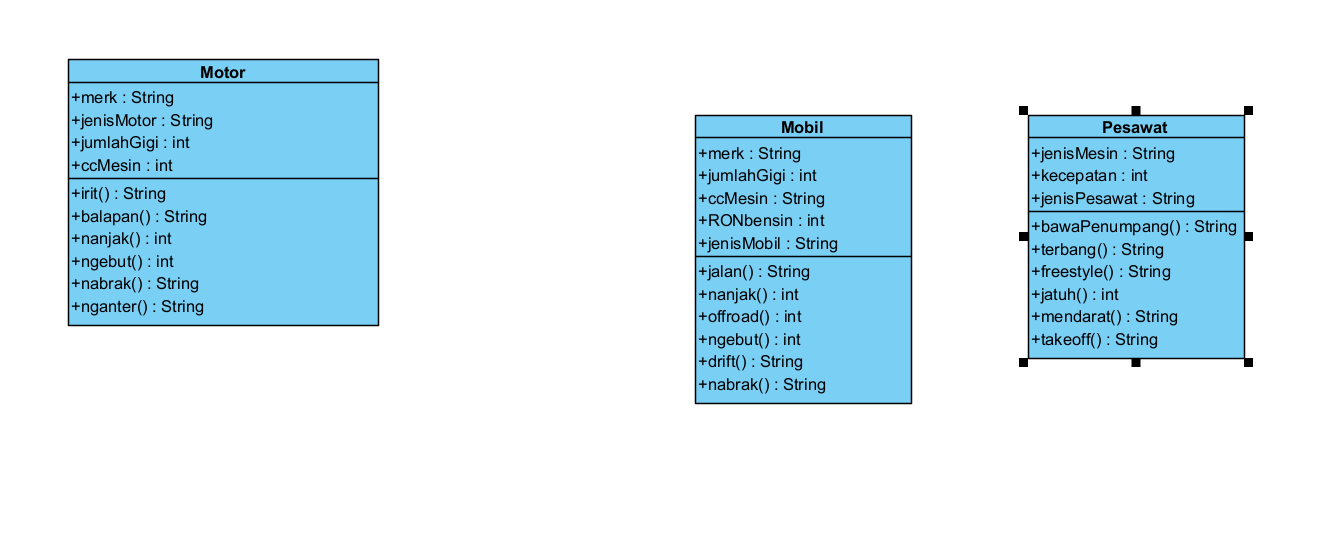 Motor
+merk : String
+jenisMotor : String
+jumlahGigi : int
+ccMesin : int
+irit() : String
+balapan() : String
+nanjak() : int
+ngebut() : int
+nabrak() : String
+nganter() : String
Mobil
+merk : String
+jumlahGigi : int
+ccMesin : String
+RONbensin : int
+jenisMobil : String
+jalan() : String
+nanjak() : int
+offroad() : int
+ngebut() : int
+drift() : String
+nabrak() : String
Pesawat
+jenisMesin : String
+kecepatan : int
+jenisPesawat : String
+bawaPenumpang() : String
+terbang() : String
+freestyle() : String
+jatuh() : int
+mendarat() : String
+takeoff() : String